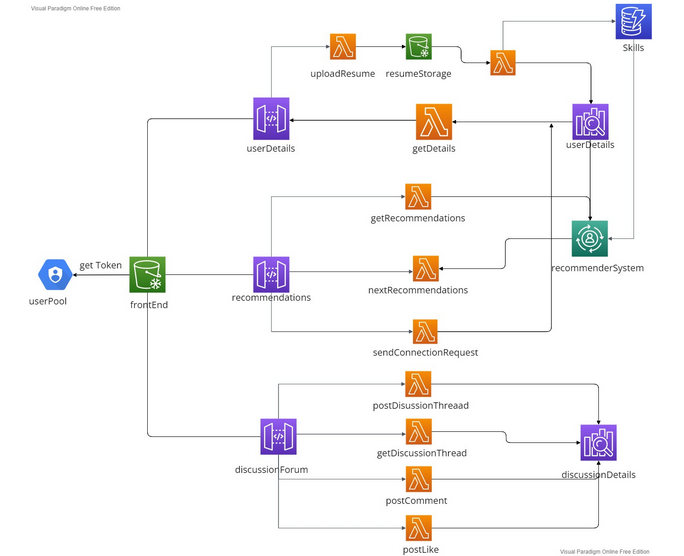 Visual Paradigm Online Free Edition
Skills
uploadResume
resumeStorage
userDetails
getDetails
userDetails
getRecommendations
get Token
recommenderSystem
userPool
frontEnd
recommendations
nextRecommendations
sendConnectionRequest
postDisussionThreaad
getDiscussionThread
discussionForum
discussionDetails
postComment
postLike
Visual Paradigm Online Free Edition